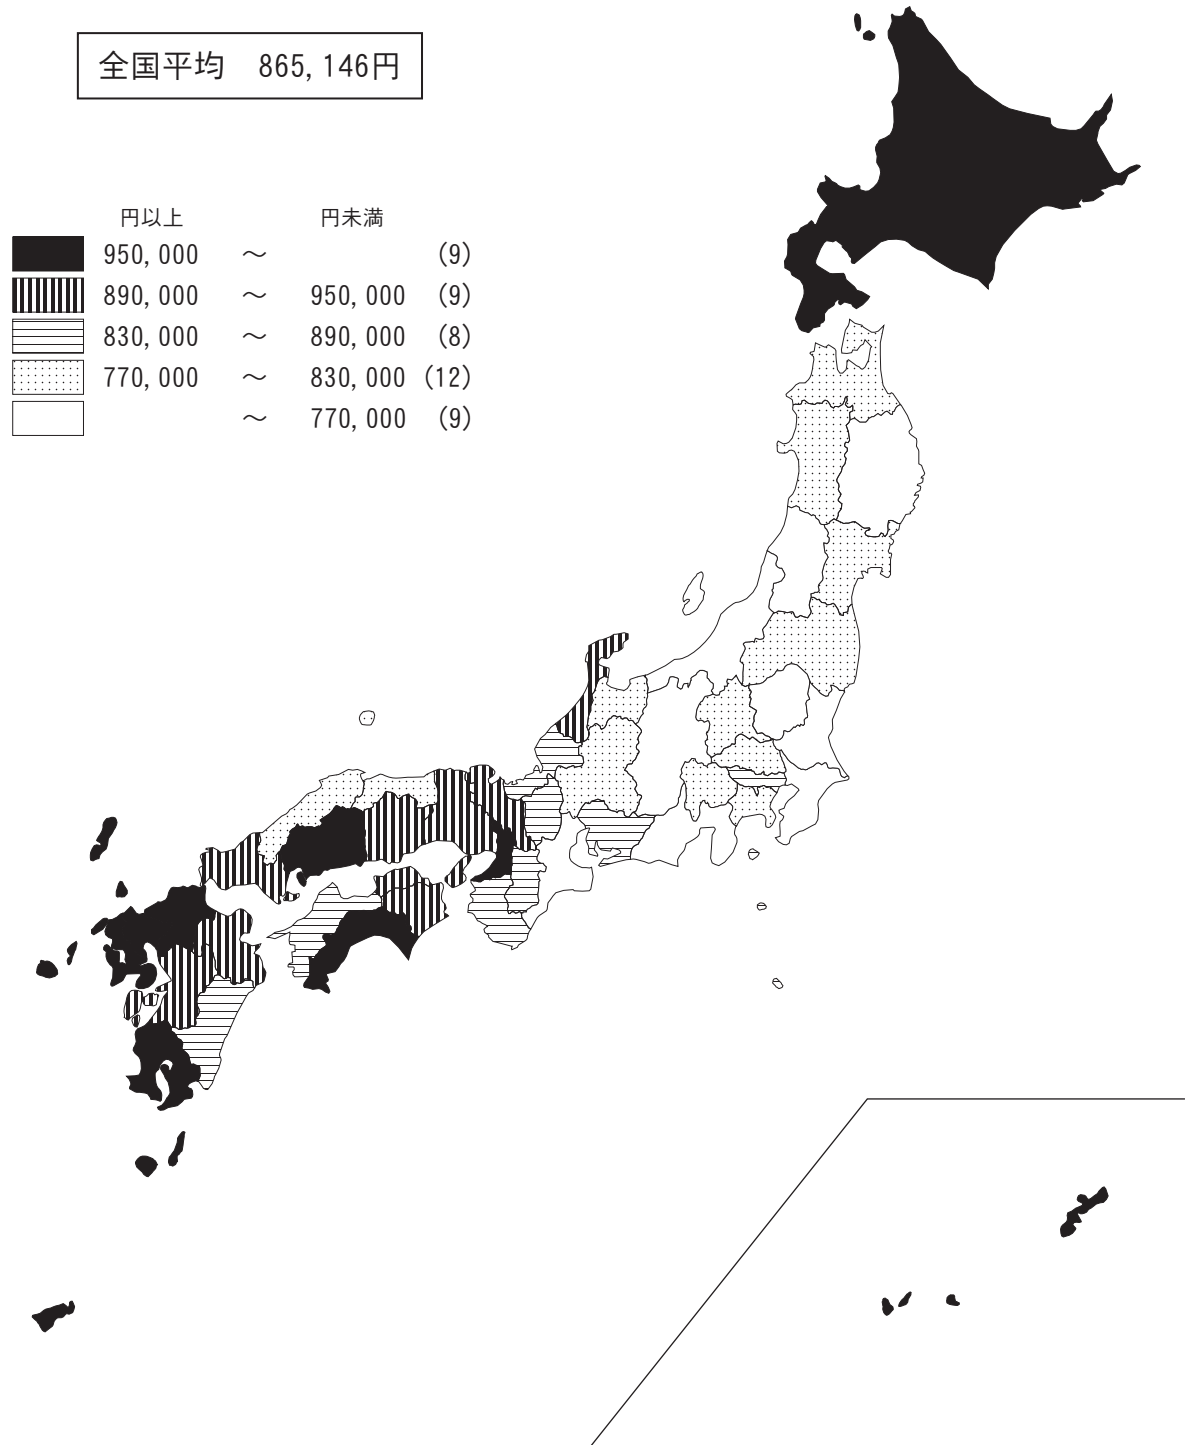 全国平均　865,146円
円以上　円未満
950,000 ～ (9)
890,000 ～ 950,000 (9)
830,000 ～ 890,000 (8)
770,000 ～ 830,000 (12)
～ 770,000 (9)